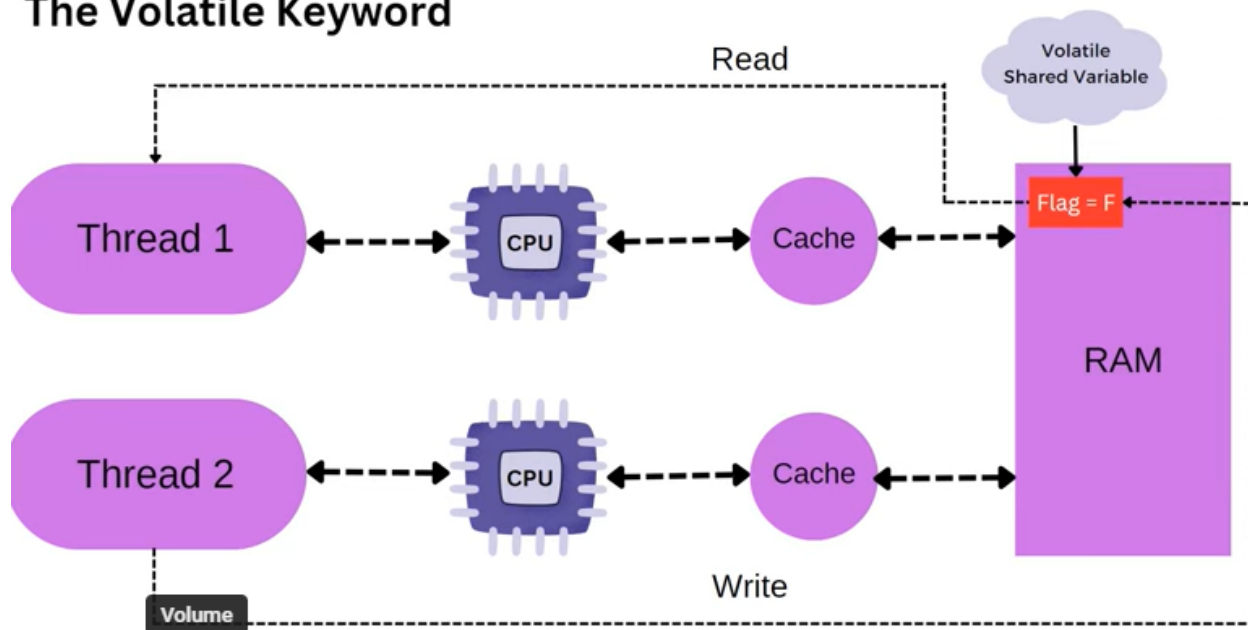 The Volatile Keyword
Read
Volatile
Shared Variable
Flag = F
Thread 1
CPU
Cache
RAM
Thread 2
CPU
Cache
Write
Volume